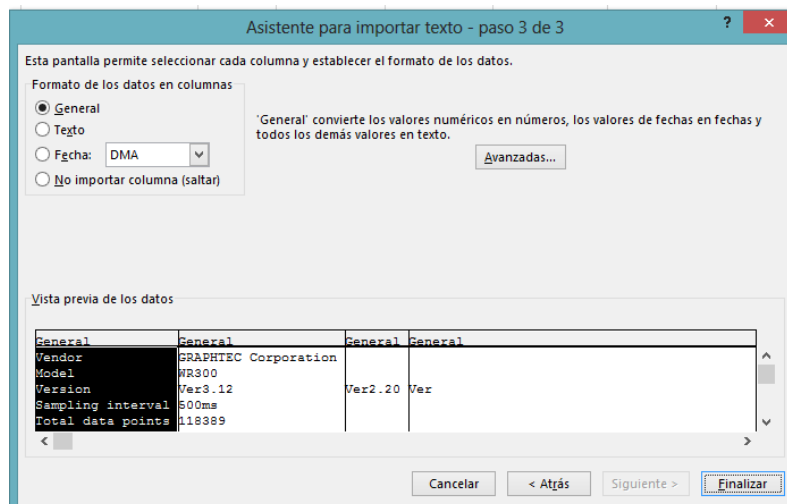 Asistente para importar texto - paso 3 de 3
?
×
Esta pantalla permite seleccionar cada columna y establecer el formato de los datos.
Formato de los datos en columnas
General
Texto
Fecha: DMA
No importar columna (saltar)
'General' convierte los valores numéricos en números, los valores de fechas en fechas y
todos los demás valores en texto.
Avanzadas...
Vista previa de los datos
General General General General
Vendor GRAPHTEC Corporation
Model WR300
Version Ver3.12 Ver2.20 Ver
Sampling interval 500ms
Total data points 118389
Cancelar < Atrás Siguiente > Finalizar